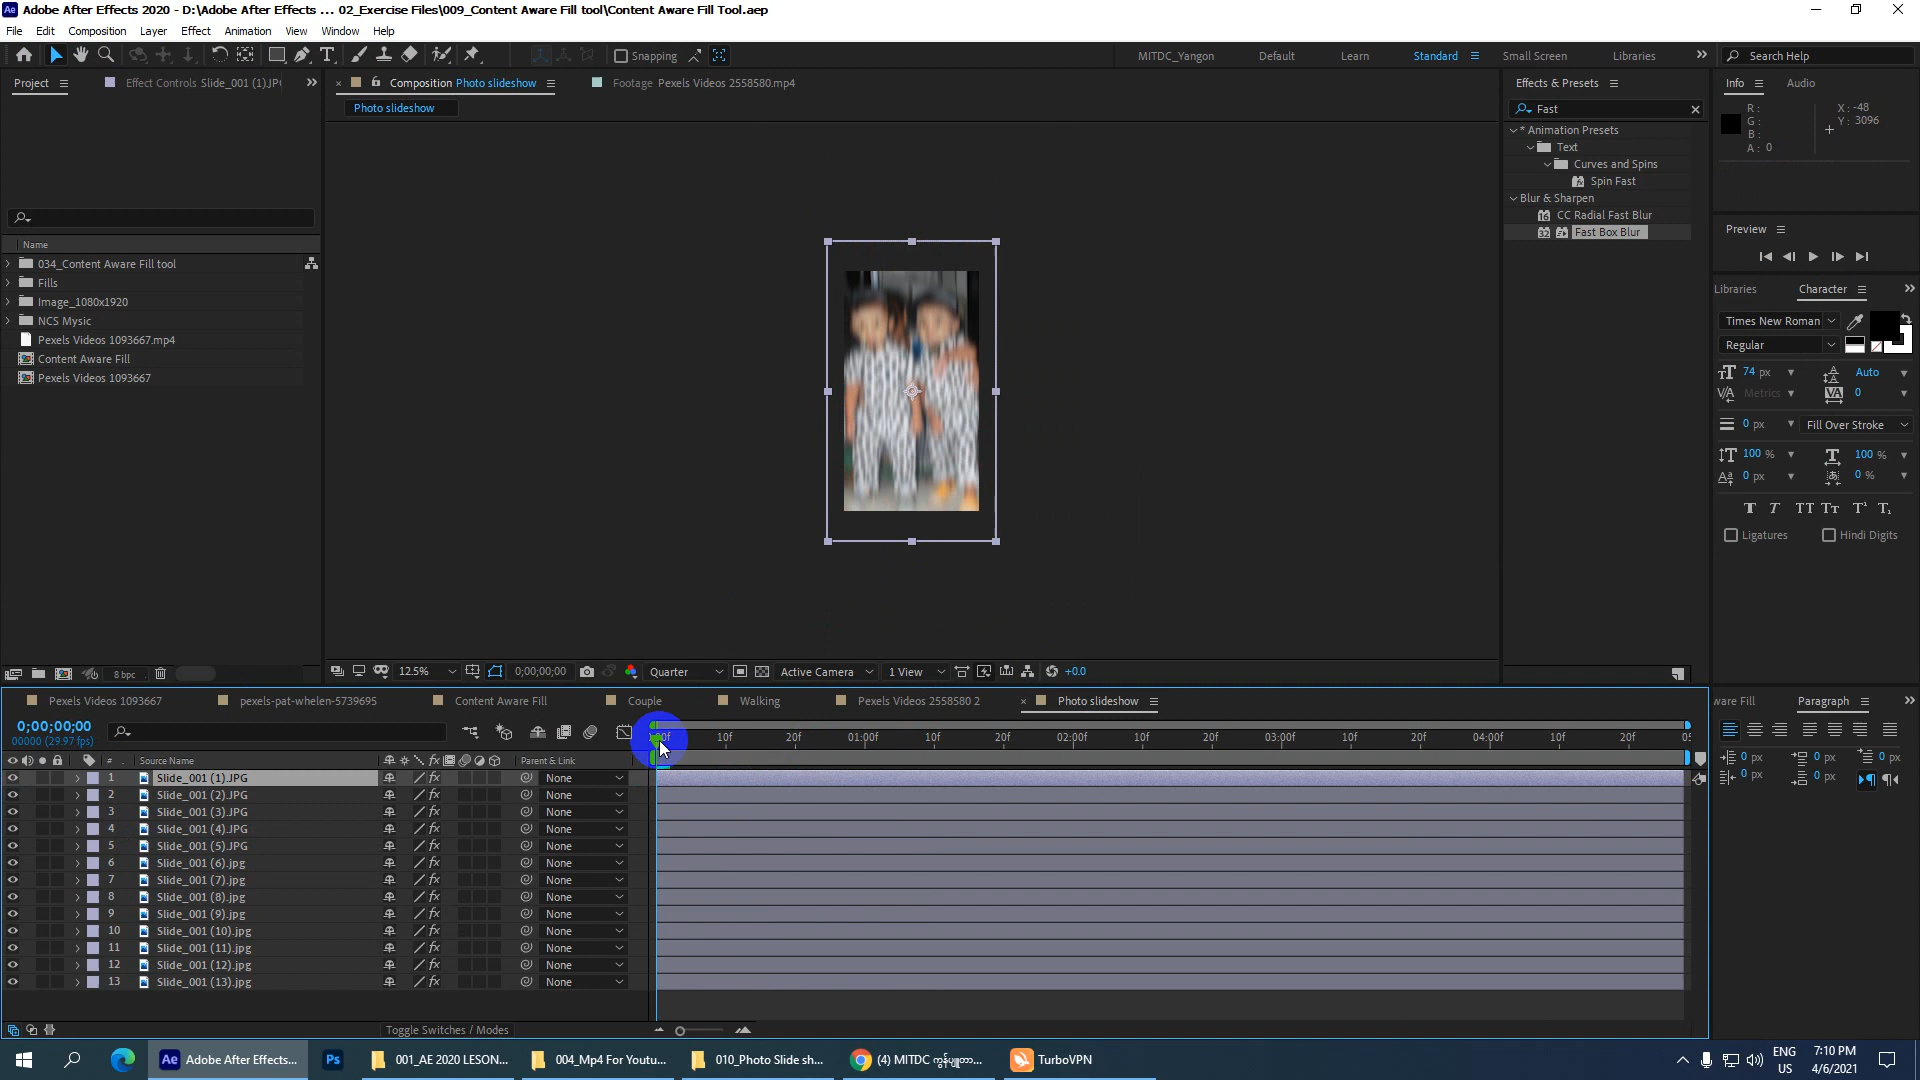 Adobe After Effects 2020 - D:\Adobe After Effects ... 02_Exercise Files\009_Content Aware Fill tool\Content Aware Fill Tool.aep
File Edit Composition Layer Effect Animation View Window Help
Snapping MITDC_Yangon Default Learn Standard Small Screen Libraries Search Help
Project Effect Controls Slide_001 (1).JP Composition Photo slideshow Footage Pexels Videos 2558580.mp4 Effects & Presets Info Audio
Photo slideshow
Fast
R: X: -48
G: Y: 3096
B:
A: 0
* Animation Presets
Text
Curves and Spins
Spin Fast
Blur & Sharpen
CC Radial Fast Blur
Fast Box Blur
Preview
Libraries Character
Times New Roman
Regular
74 px Auto
Metrics 0
0 px Fill Over Stroke
100 % 100 %
0 px 0 %
Ligatures Hindi Digits
Name
034_Content Aware Fill tool
Fills
Image_1080x1920
NCS Mysic
Pexels Videos 1093667.mp4
Content Aware Fill
Pexels Videos 1093667
8 bpc
12.5% 0;00;00;00 Quarter Active Camera 1 View +0.0
Pexels Videos 1093667 pexels-pat-whelen-5739695 Content Aware Fill Couple Walking Pexels Videos 2558580 2 Photo slideshow
0;00;00;00
00000 (29.97 fps)
10f 20f 01:00f 10f 20f 02:00f 10f 20f 03:00f 10f 20f 04:00f 10f 20f 05
# Source Name Parent & Link
1 Slide_001 (1).JPG None
2 Slide_001 (2).JPG None
3 Slide_001 (3).JPG None
4 Slide_001 (4).JPG None
5 Slide_001 (5).JPG None
6 Slide_001 (6).jpg None
7 Slide_001 (7).jpg None
8 Slide_001 (8).jpg None
9 Slide_001 (9).jpg None
10 Slide_001 (10).jpg None
11 Slide_001 (11).jpg None
12 Slide_001 (12).jpg None
13 Slide_001 (13).jpg None
Toggle Switches / Modes
ware Fill Paragraph
0 px 0 px 0 px
0 px 0 px
Adobe After Effects... 001_AE 2020 LESON... 004_Mp4 For Youtu... 010_Photo Slide sh... (4) MITDC ကွန်ပျူတာ... TurboVPN
ENG
US
7:10 PM
4/6/2021